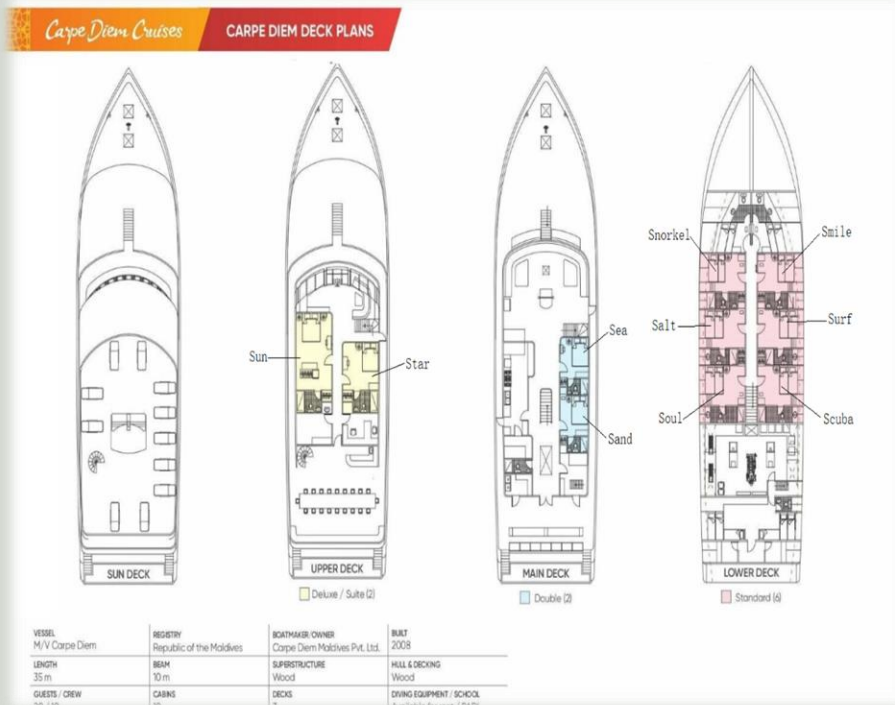 Carpe Diem Cruises
CARPE DIEM DECK PLANS
Snorkel
Smile
Salt
Surf
Sea
Sun
Star
Soul
Scuba
Sand
SUN DECK
UPPER DECK
MAIN DECK
LOWER DECK
Deluxe / Suite (2)
Double (2)
Standard (6)
VESSEL
M/V Carpe Diem
REGISTRY
Republic of the Maldives
BOATMAKER/OWNER
Carpe Diem Maldives Pvt. Ltd.
BUILT
2008
LENGTH
35 m
BEAM
10 m
SUPERSTRUCTURE
Wood
HULL & DECKING
Wood
GUESTS / CREW
CABINS
DECKS
DIVING EQUIPMENT / SCHOOL